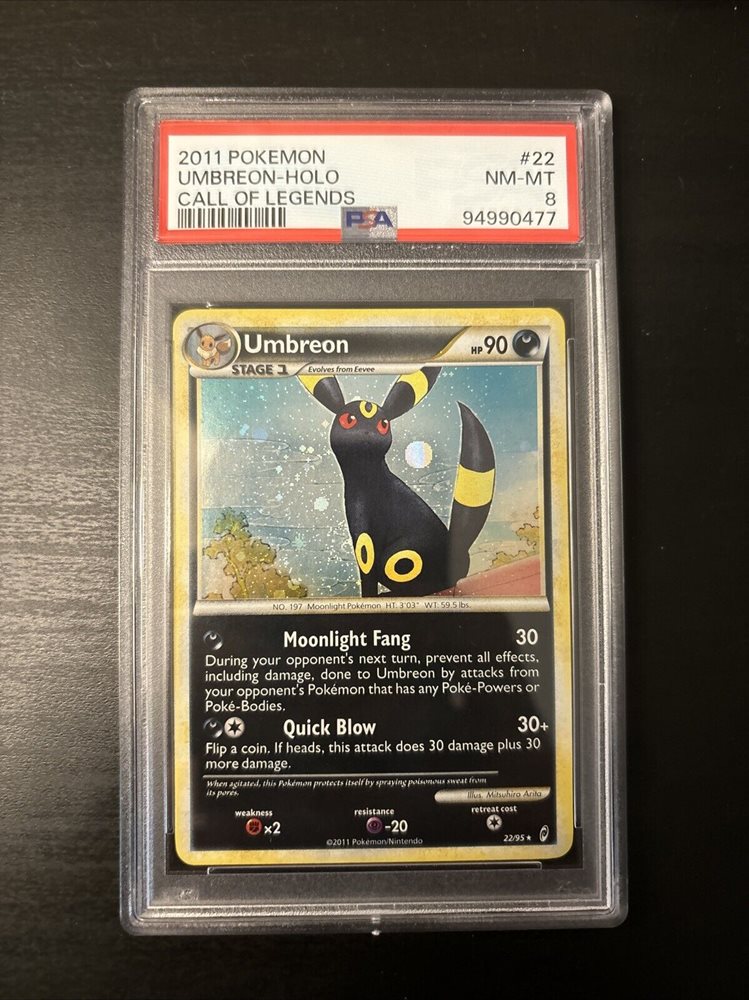 2011 POKEMON #22
UMBREON-HOLO NM-MT
CALL OF LEGENDS 8
PSA 94990477
Umbreon HP 90
STAGE 1 Evolves from Eevee
NO. 197 Moonlight Pokémon HT: 3'03" WT: 59.5 lbs.
Moonlight Fang 30
During your opponent's next turn, prevent all effects,
including damage, done to Umbreon by attacks from
your opponent's Pokémon that has any Poké-Powers or
Poké-Bodies.
Quick Blow 30+
Flip a coin. If heads, this attack does 30 damage plus 30
more damage.
When agitated, this Pokémon protects itself by spraying poisonous sweat from
its pores.
Illus. Mitsuhiro Arita
weakness resistance retreat cost
×2 -20
©2011 Pokémon/Nintendo 22/95 ★